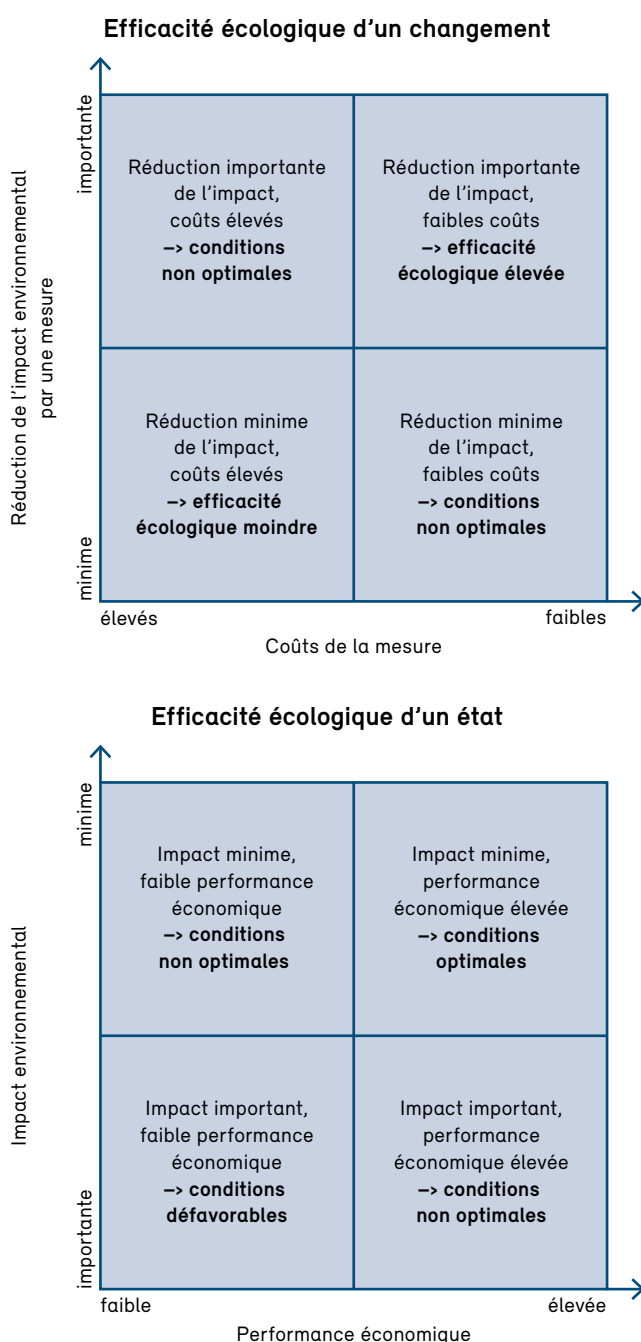 Efficacité écologique d’un changement
Réduction de l’impact environnemental
par une mesure
importante
minime
Réduction importante
de l’impact,
coûts élevés
–> conditions
non optimales
Réduction importante
de l’impact,
faibles coûts
–> efficacité
écologique élevée
Réduction minime
de l’impact,
coûts élevés
–> efficacité
écologique moindre
Réduction minime
de l’impact,
faibles coûts
–> conditions
non optimales
élevés
faibles
Coûts de la mesure
Efficacité écologique d’un état
Impact environnemental
minime
importante
Impact minime,
faible performance
économique
–> conditions
non optimales
Impact minime,
performance
économique élevée
–> conditions
optimales
Impact important,
faible performance
économique
–> conditions
défavorables
Impact important,
performance
économique élevée
–> conditions
non optimales
faible
élevée
Performance économique